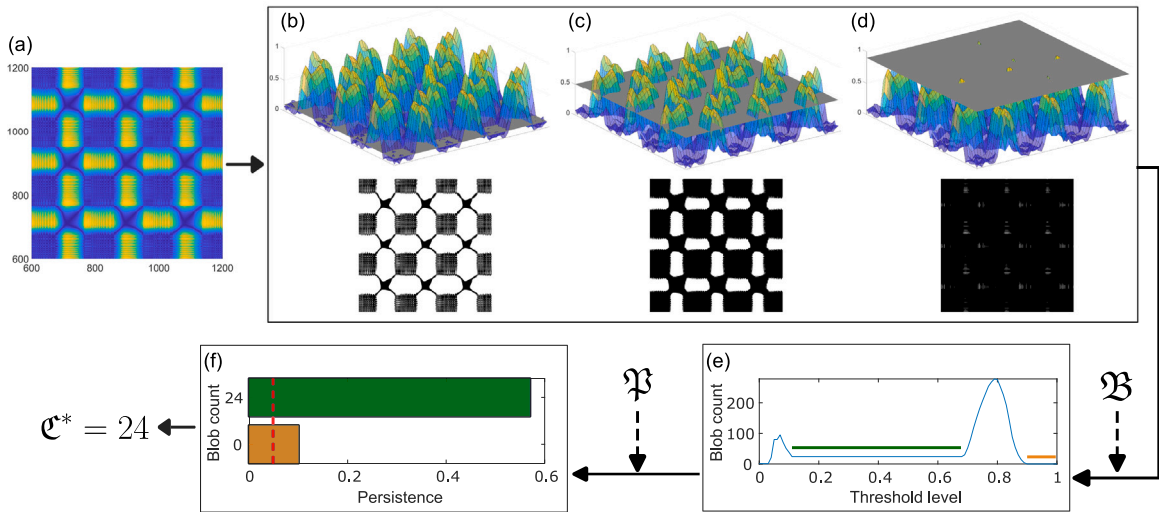 (a)
1200
1000
800
600
600 800 1000 1200
(b)
1
0.5
0
(c)
1
0.5
0
(d)
1
0.5
0
(f)
Blob count
24
0
0 0.2 0.4 0.6
Persistence
ℭ* = 24
𝔓
(e)
Blob count
200
100
0
0 0.2 0.4 0.6 0.8 1
Threshold level
𝔅